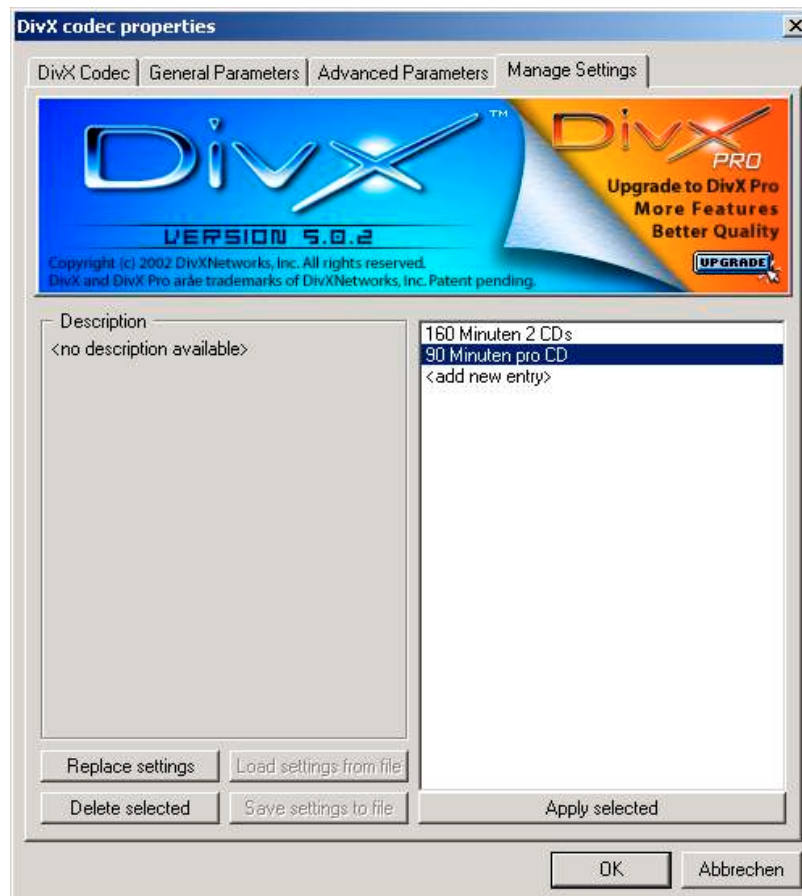 DivX codec properties
DivX Codec General Parameters Advanced Parameters Manage Settings
DivX™
VERSION 5.0.2
Copyright (c) 2002 DivXNetworks, Inc. All rights reserved.
DivX and DivX Pro aråe trademarks of DivXNetworks, Inc. Patent pending.
DivX
PRO
Upgrade to DivX Pro
More Features
Better Quality
UPGRADE
Description
<no description available>
160 Minuten 2 CDs
90 Minuten pro CD
<add new entry>
Replace settings Load settings from file
Delete selected Save settings to file
Apply selected
OK Abbrechen